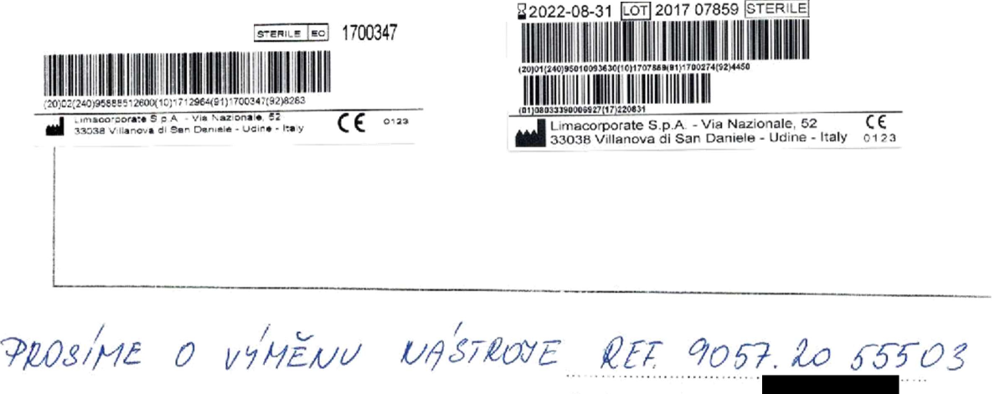 STERILE EO 1700347
(20)02(240)95888512600(10)1712964(91)1700347(92)8263
Limacorporate S.p.A. - Via Nazionale, 52
33038 Villanova di San Daniele - Udine - Italy
CE 0123
2022-08-31 LOT 2017 07859 STERILE
(20)01(240)95010093630(10)1707859(91)1700274(92)4450
(01)08033390006927(17)220831
Limacorporate S.p.A. - Via Nazionale, 52
33038 Villanova di San Daniele - Udine - Italy
CE 0123
PROSÍME O VÝMĚNU NÁSTROJE REF. 9057.20 55503